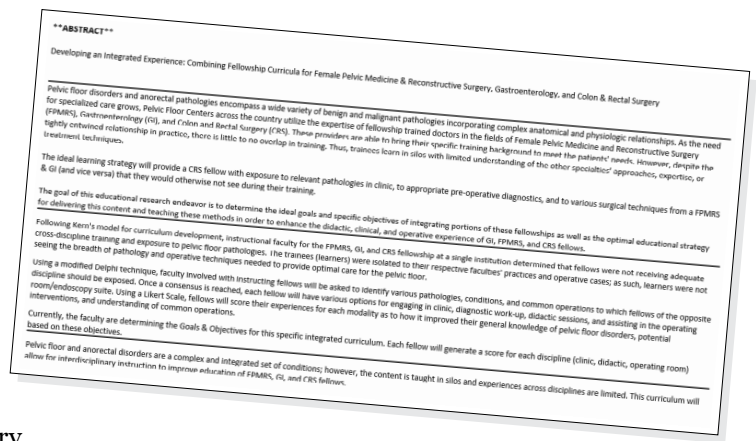 **ABSTRACT**
Developing an Integrated Experience: Combining Fellowship Curricula for Female Pelvic Medicine & Reconstructive Surgery, Gastroenterology, and Colon & Rectal Surgery
Pelvic floor disorders and anorectal pathologies encompass a wide variety of benign and malignant pathologies incorporating complex anatomical and physiologic relationships. As the need
for specialized care grows, Pelvic Floor Centers across the country utilize the expertise of fellowship trained doctors in the fields of Female Pelvic Medicine and Reconstructive Surgery
(FPMRS), Gastroenterology (GI), and Colon and Rectal Surgery (CRS). These providers are able to bring their specific training background to meet the patients' needs. However, despite the
tightly entwined relationship in practice, there is little to no overlap in training. Thus, trainees learn in silos with limited understanding of the other specialties' approaches, expertise, or
treatment techniques.
The ideal learning strategy will provide a CRS fellow with exposure to relevant pathologies in clinic, to appropriate pre-operative diagnostics, and to various surgical techniques from a FPMRS
& GI (and vice versa) that they would otherwise not see during their training.
The goal of this educational research endeavor is to determine the ideal goals and specific objectives of integrating portions of these fellowships as well as the optimal educational strategy
for delivering this content and teaching these methods in order to enhance the didactic, clinical, and operative experience of GI, FPMRS, and CRS fellows.
Following Kern's model for curriculum development, instructional faculty for the FPMRS, GI, and CRS fellowship at a single institution determined that fellows were not receiving adequate
cross-discipline training and exposure to pelvic floor pathologies. The trainees (learners) were isolated to their respective faculties' practices and operative cases; as such, learners were not
seeing the breadth of pathology and operative techniques needed to provide optimal care for the pelvic floor.
Using a modified Delphi technique, faculty involved with instructing fellows will be asked to identify various pathologies, conditions, and common operations to which fellows of the opposite
discipline should be exposed. Once a consensus is reached, each fellow will have various options for engaging in clinic, diagnostic work-up, didactic sessions, and assisting in the operating
room/endoscopy suite. Using a Likert Scale, fellows will score their experiences for each modality as to how it improved their general knowledge of pelvic floor disorders, potential
interventions, and understanding of common operations.
Currently, the faculty are determining the Goals & Objectives for this specific integrated curriculum. Each fellow will generate a score for each discipline (clinic, didactic, operating room)
based on these objectives.
Pelvic floor and anorectal disorders are a complex and integrated set of conditions; however, the content is taught in silos and experiences across disciplines are limited. This curriculum will
allow for interdisciplinary instruction to improve education of FPMRS, GI, and CRS fellows.